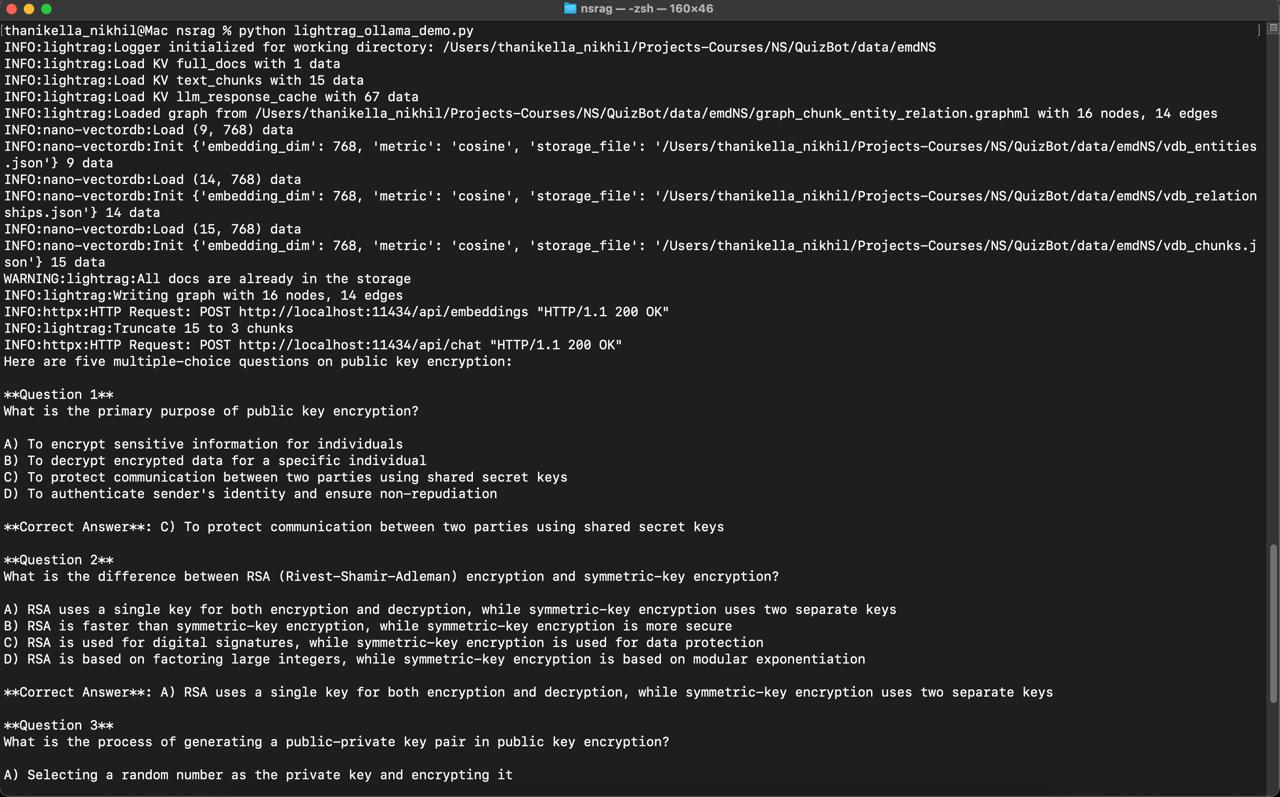 nsrag — -zsh — 160×46
[thanikella_nikhil@Mac nsrag % python lightrag_ollama_demo.py ]
INFO:lightrag:Logger initialized for working directory: /Users/thanikella_nikhil/Projects-Courses/NS/QuizBot/data/emdNS
INFO:lightrag:Load KV full_docs with 1 data
INFO:lightrag:Load KV text_chunks with 15 data
INFO:lightrag:Load KV llm_response_cache with 67 data
INFO:lightrag:Loaded graph from /Users/thanikella_nikhil/Projects-Courses/NS/QuizBot/data/emdNS/graph_chunk_entity_relation.graphml with 16 nodes, 14 edges
INFO:nano-vectordb:Load (9, 768) data
INFO:nano-vectordb:Init {'embedding_dim': 768, 'metric': 'cosine', 'storage_file': '/Users/thanikella_nikhil/Projects-Courses/NS/QuizBot/data/emdNS/vdb_entities
.json'} 9 data
INFO:nano-vectordb:Load (14, 768) data
INFO:nano-vectordb:Init {'embedding_dim': 768, 'metric': 'cosine', 'storage_file': '/Users/thanikella_nikhil/Projects-Courses/NS/QuizBot/data/emdNS/vdb_relation
ships.json'} 14 data
INFO:nano-vectordb:Load (15, 768) data
INFO:nano-vectordb:Init {'embedding_dim': 768, 'metric': 'cosine', 'storage_file': '/Users/thanikella_nikhil/Projects-Courses/NS/QuizBot/data/emdNS/vdb_chunks.j
son'} 15 data
WARNING:lightrag:All docs are already in the storage
INFO:lightrag:Writing graph with 16 nodes, 14 edges
INFO:httpx:HTTP Request: POST http://localhost:11434/api/embeddings "HTTP/1.1 200 OK"
INFO:lightrag:Truncate 15 to 3 chunks
INFO:httpx:HTTP Request: POST http://localhost:11434/api/chat "HTTP/1.1 200 OK"
Here are five multiple-choice questions on public key encryption:
**Question 1**
What is the primary purpose of public key encryption?
A) To encrypt sensitive information for individuals
B) To decrypt encrypted data for a specific individual
C) To protect communication between two parties using shared secret keys
D) To authenticate sender's identity and ensure non-repudiation
**Correct Answer**: C) To protect communication between two parties using shared secret keys
**Question 2**
What is the difference between RSA (Rivest-Shamir-Adleman) encryption and symmetric-key encryption?
A) RSA uses a single key for both encryption and decryption, while symmetric-key encryption uses two separate keys
B) RSA is faster than symmetric-key encryption, while symmetric-key encryption is more secure
C) RSA is used for digital signatures, while symmetric-key encryption is used for data protection
D) RSA is based on factoring large integers, while symmetric-key encryption is based on modular exponentiation
**Correct Answer**: A) RSA uses a single key for both encryption and decryption, while symmetric-key encryption uses two separate keys
**Question 3**
What is the process of generating a public-private key pair in public key encryption?
A) Selecting a random number as the private key and encrypting it